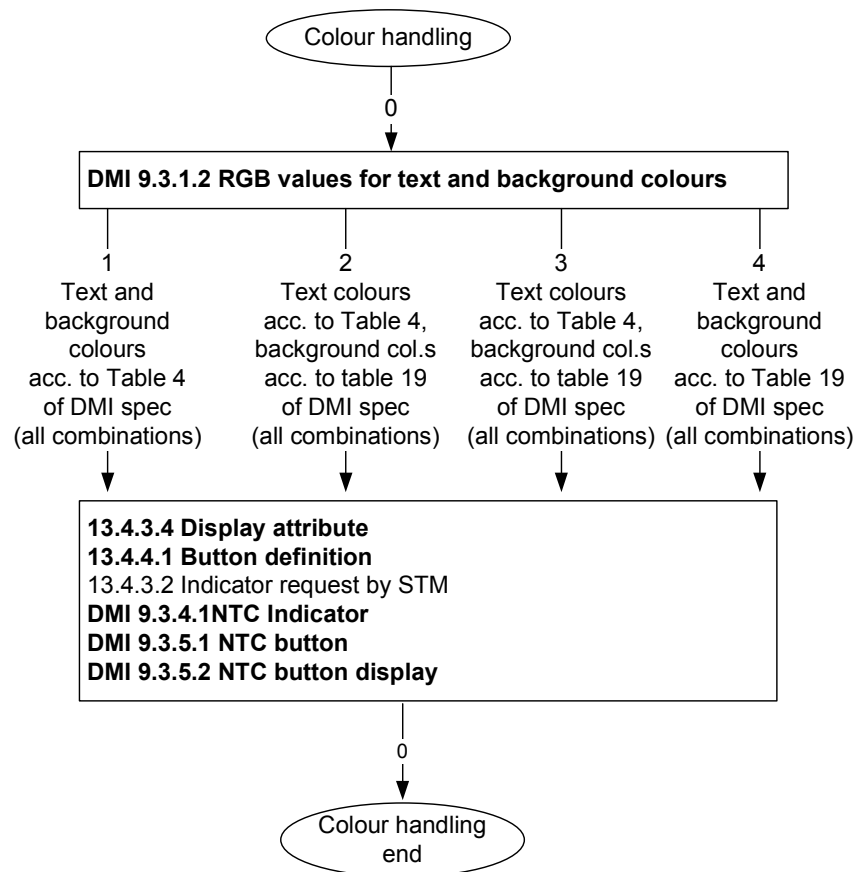 Colour handling
0
DMI 9.3.1.2 RGB values for text and background colours
1
Text and
background
colours
acc. to Table 4
of DMI spec
(all combinations)
2
Text colours
acc. to Table 4,
background col.s
acc. to table 19
of DMI spec
(all combinations)
3
Text colours
acc. to Table 4,
background col.s
acc. to table 19
of DMI spec
(all combinations)
4
Text and
background
colours
acc. to Table 19
of DMI spec
(all combinations)
13.4.3.4 Display attribute
13.4.4.1 Button definition
13.4.3.2 Indicator request by STM
DMI 9.3.4.1NTC Indicator
DMI 9.3.5.1 NTC button
DMI 9.3.5.2 NTC button display
0
Colour handling
end